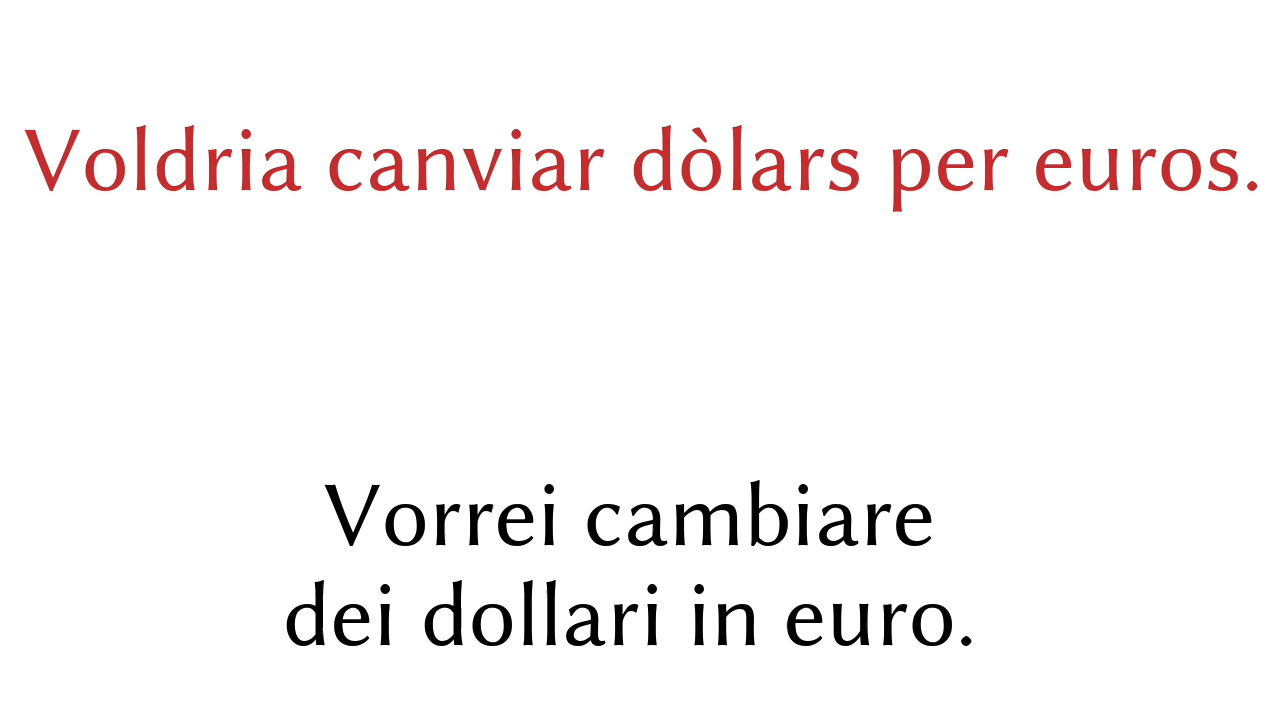 Voldria canviar dòlars per euros.
Vorrei cambiare
dei dollari in euro.